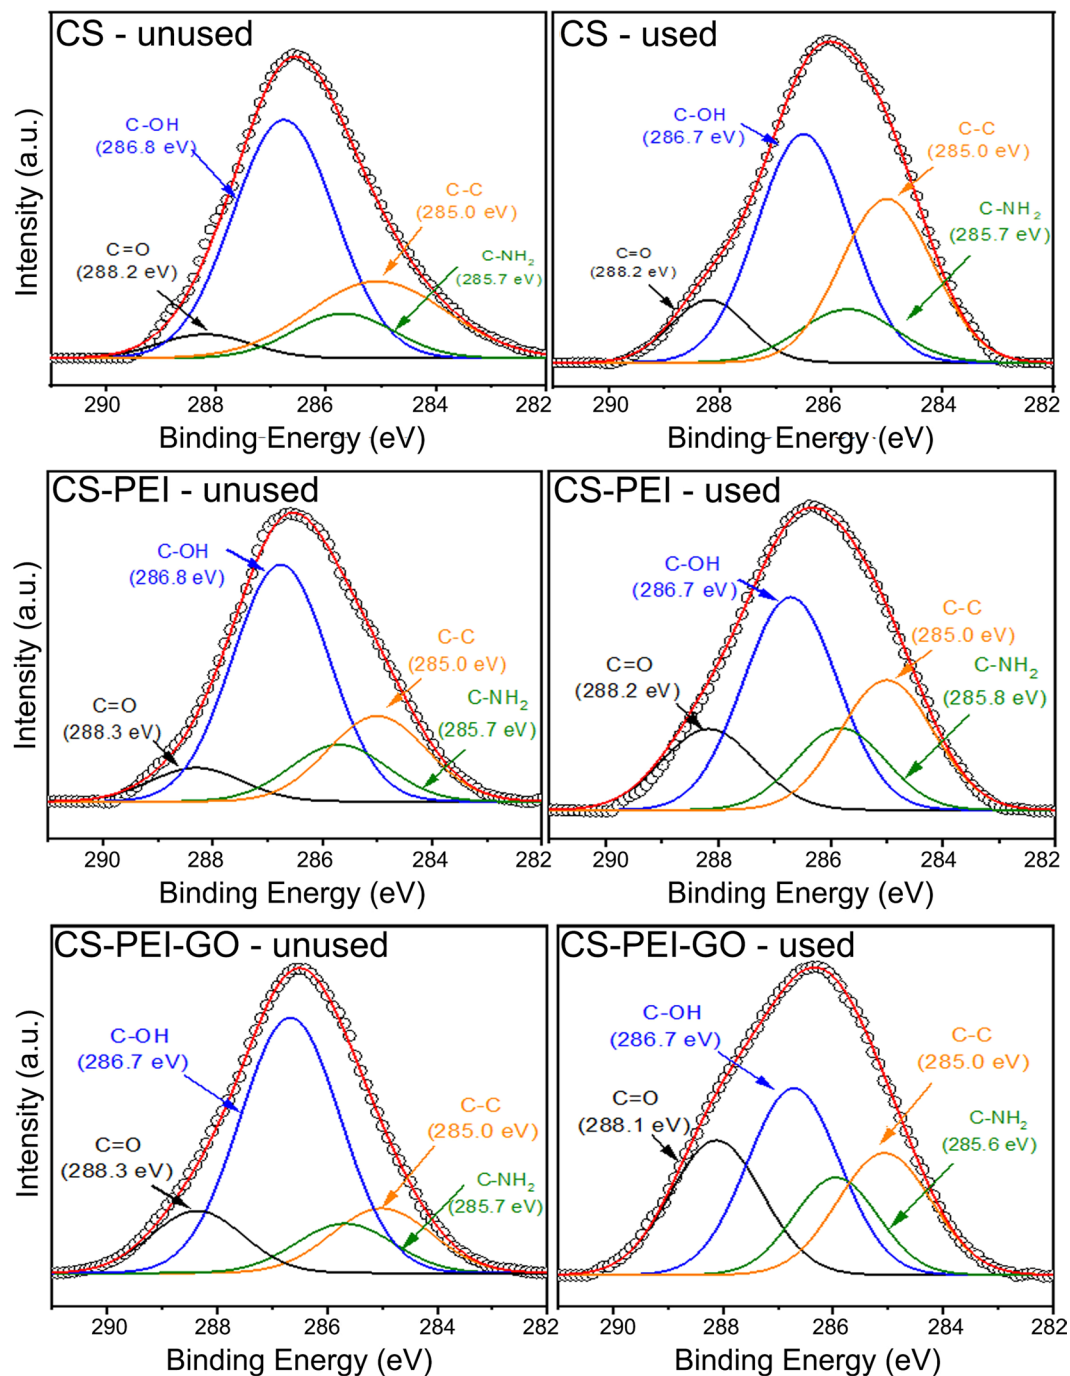 CS - unused
C-OH
(286.8 eV)
C-C
(285.0 eV)
C=O
(288.2 eV)
C-NH₂
(285.7 eV)
Intensity (a.u.)
290 288 286 284 282
Binding Energy (eV)
CS - used
C-OH
(286.7 eV)
C-C
(285.0 eV)
C-NH₂
(285.7 eV)
C=O
(288.2 eV)
290 288 286 284 282
Binding Energy (eV)
CS-PEI - unused
C-OH
(286.8 eV)
C-C
(285.0 eV)
C=O
(288.3 eV)
C-NH₂
(285.7 eV)
Intensity (a.u.)
290 288 286 284 282
Binding Energy (eV)
CS-PEI - used
C-OH
(286.7 eV)
C-C
(285.0 eV)
C=O
(288.2 eV)
C-NH₂
(285.8 eV)
290 288 286 284 282
Binding Energy (eV)
CS-PEI-GO - unused
C-OH
(286.7 eV)
C-C
(285.0 eV)
C=O
(288.3 eV)
C-NH₂
(285.7 eV)
Intensity (a.u.)
290 288 286 284 282
Binding Energy (eV)
CS-PEI-GO - used
C-OH
(286.7 eV)
C-C
(285.0 eV)
C=O
(288.1 eV)
C-NH₂
(285.6 eV)
290 288 286 284 282
Binding Energy (eV)